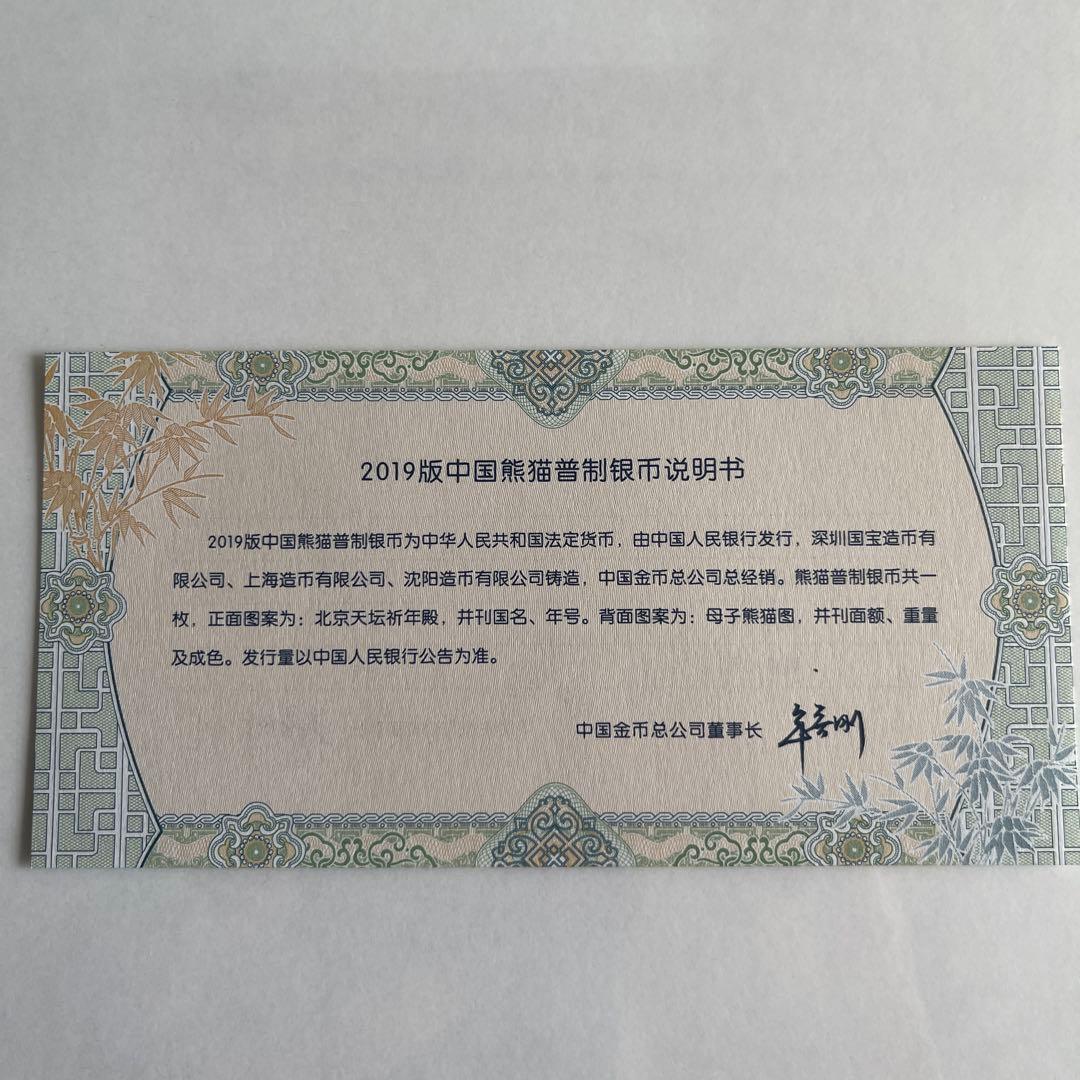 2019版中国熊猫普制银币说明书
2019版中国熊猫普制银币为中华人民共和国法定货币，由中国人民银行发行，深圳国宝造币有
限公司、上海造币有限公司、沈阳造币有限公司铸造，中国金币总公司总经销。熊猫普制银币共一
枚，正面图案为：北京天坛祈年殿，并刊国名、年号。背面图案为：母子熊猫图，并刊面额、重量
及成色。发行量以中国人民银行公告为准。
中国金币总公司董事长